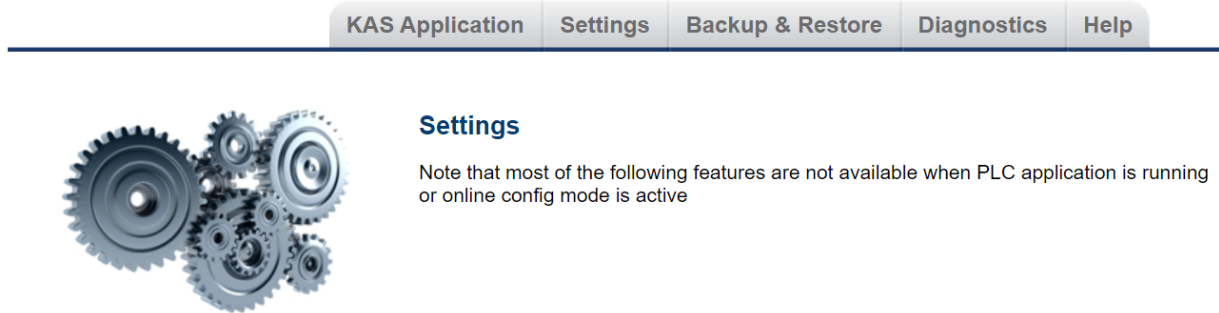 KAS Application Settings Backup & Restore Diagnostics Help
Settings
Note that most of the following features are not available when PLC application is running
or online config mode is active